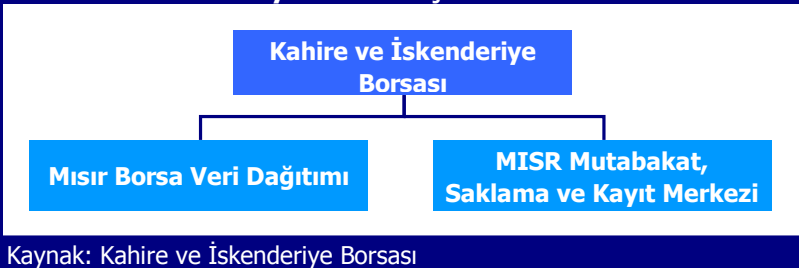 Kahire ve İskenderiye
Borsası
Mısır Borsa Veri Dağıtımı
MISR Mutabakat,
Saklama ve Kayıt Merkezi
Kaynak: Kahire ve İskenderiye Borsası